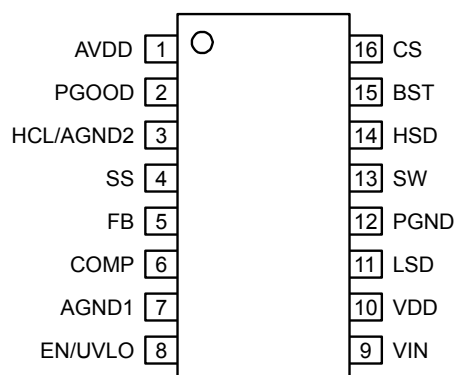 AVDD 1 16 CS
PGOOD 2 15 BST
HCL/AGND2 3 14 HSD
SS 4 13 SW
FB 5 12 PGND
COMP 6 11 LSD
AGND1 7 10 VDD
EN/UVLO 8 9 VIN